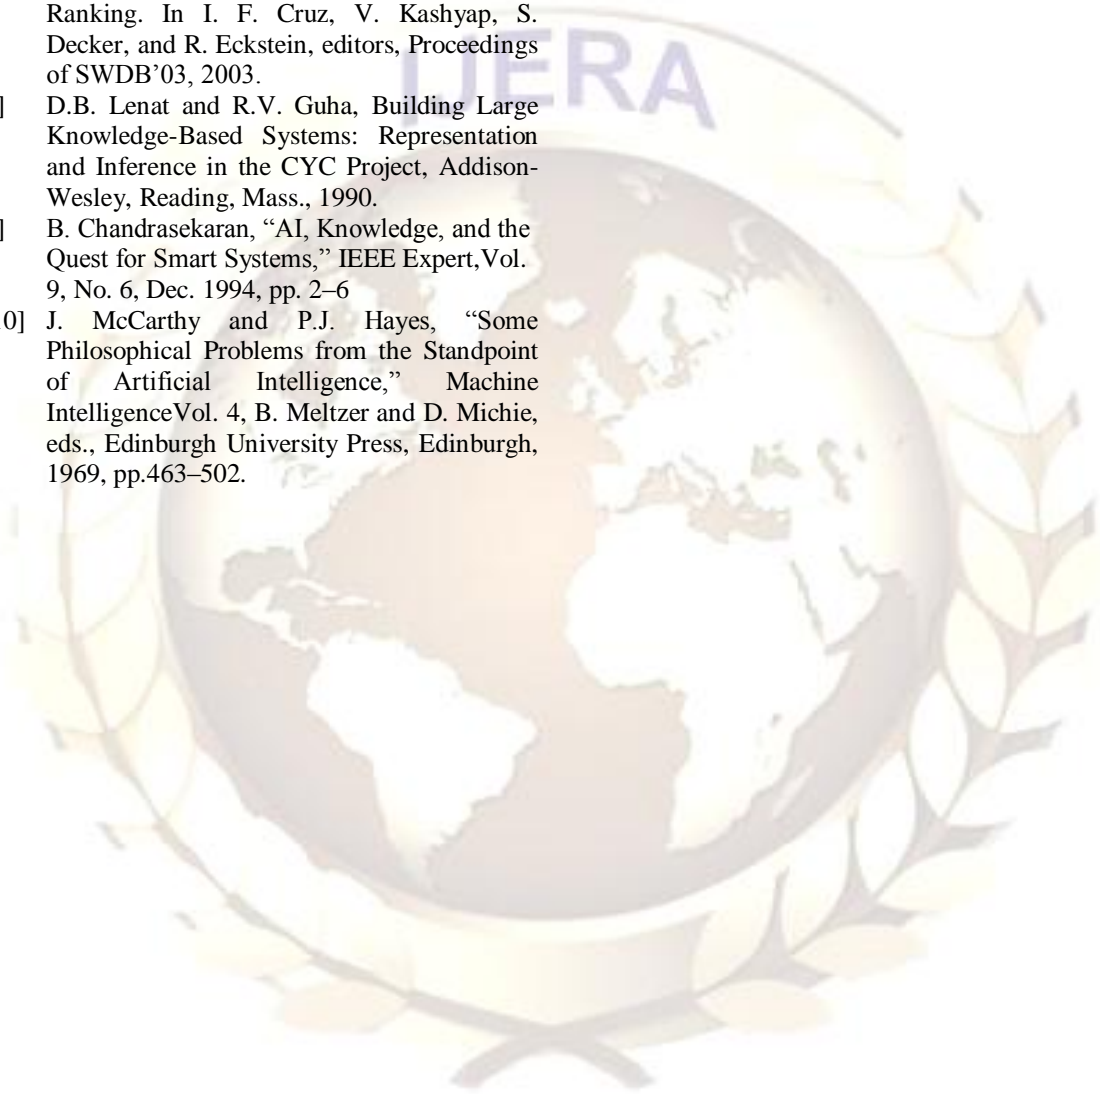 IJERA
Ranking. In I. F. Cruz, V. Kashyap, S.
Decker, and R. Eckstein, editors, Proceedings
of SWDB’03, 2003.
] D.B. Lenat and R.V. Guha, Building Large
Knowledge-Based Systems: Representation
and Inference in the CYC Project, Addison-
Wesley, Reading, Mass., 1990.
] B. Chandrasekaran, “AI, Knowledge, and the
Quest for Smart Systems,” IEEE Expert,Vol.
9, No. 6, Dec. 1994, pp. 2–6
0] J. McCarthy and P.J. Hayes, “Some
Philosophical Problems from the Standpoint
of Artificial Intelligence,” Machine
IntelligenceVol. 4, B. Meltzer and D. Michie,
eds., Edinburgh University Press, Edinburgh,
1969, pp.463–502.